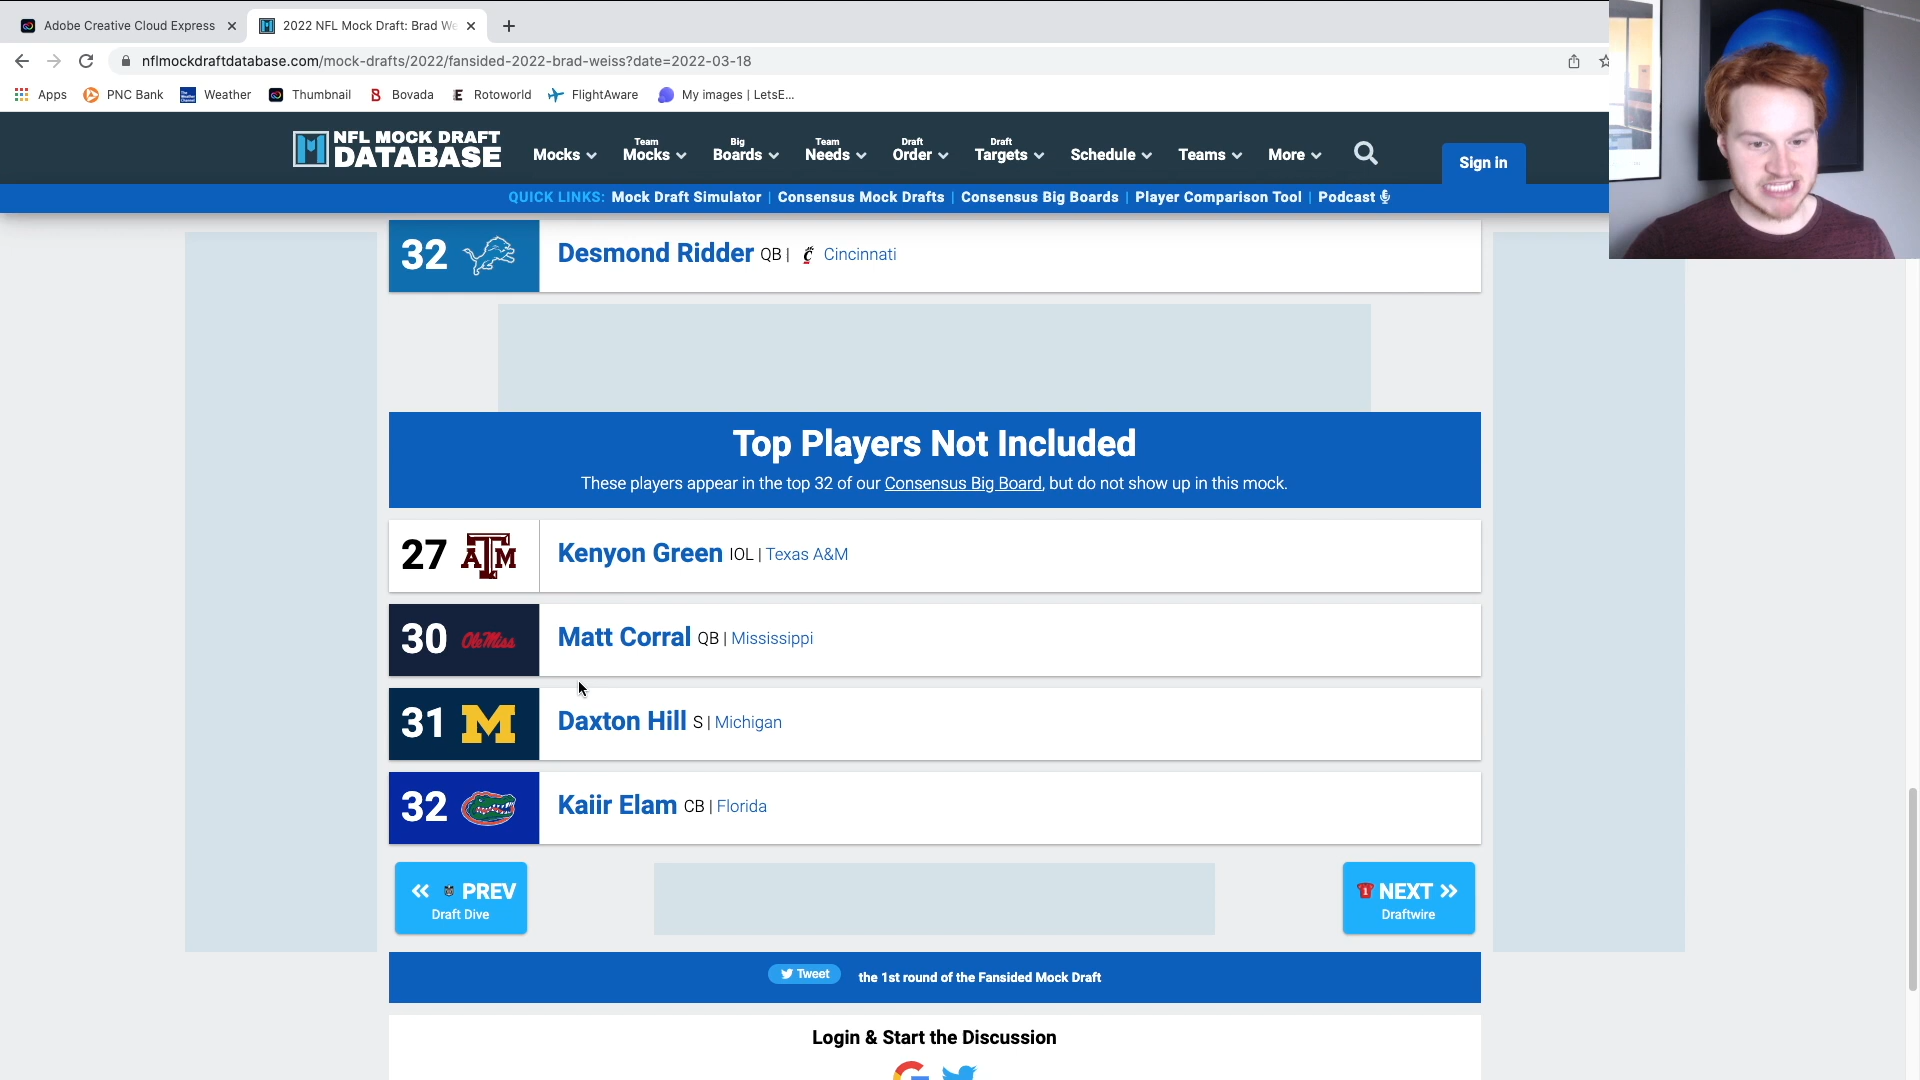 Adobe Creative Cloud Express
2022 NFL Mock Draft: Brad We
nflmockdraftdatabase.com/mock-drafts/2022/fansided-2022-brad-weiss?date=2022-03-18
Apps PNC Bank Weather Thumbnail Bovada Rotoworld FlightAware My images | LetsE...
NFL MOCK DRAFT
DATABASE
Mocks Team Mocks Big Boards Team Needs Draft Order Draft Targets Schedule Teams More
Sign in
QUICK LINKS: Mock Draft Simulator | Consensus Mock Drafts | Consensus Big Boards | Player Comparison Tool | Podcast
32 Desmond Ridder QB | C Cincinnati
Top Players Not Included
These players appear in the top 32 of our Consensus Big Board, but do not show up in this mock.
27 ATM Kenyon Green IOL | Texas A&M
30 Ole Miss Matt Corral QB | Mississippi
31 M Daxton Hill S | Michigan
32 Kaiir Elam CB | Florida
PREV
Draft Dive
1 NEXT
Draftwire
Tweet the 1st round of the Fansided Mock Draft
Login & Start the Discussion